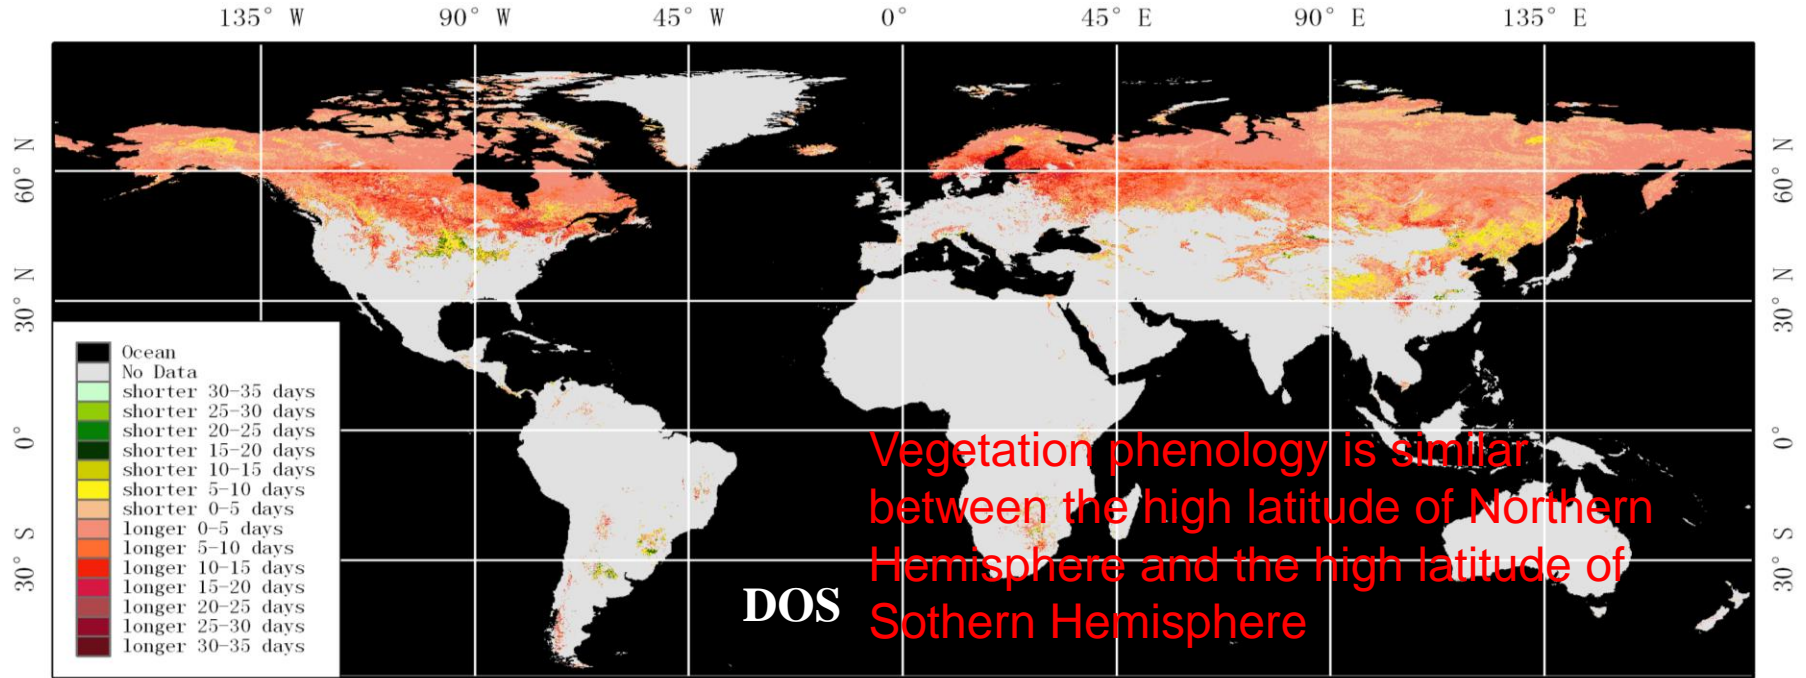 135° W 90° W 45° W 0° 45° E 90° E 135° E
60° N
30° N
0°
30° S
60° N
30° N
0°
30° S
Ocean
No Data
shorter 30-35 days
shorter 25-30 days
shorter 20-25 days
shorter 15-20 days
shorter 10-15 days
shorter 5-10 days
shorter 0-5 days
longer 0-5 days
longer 5-10 days
longer 10-15 days
longer 15-20 days
longer 20-25 days
longer 25-30 days
longer 30-35 days
DOS
Vegetation phenology is similar
between the high latitude of Northern
Hemisphere and the high latitude of
Sothern Hemisphere